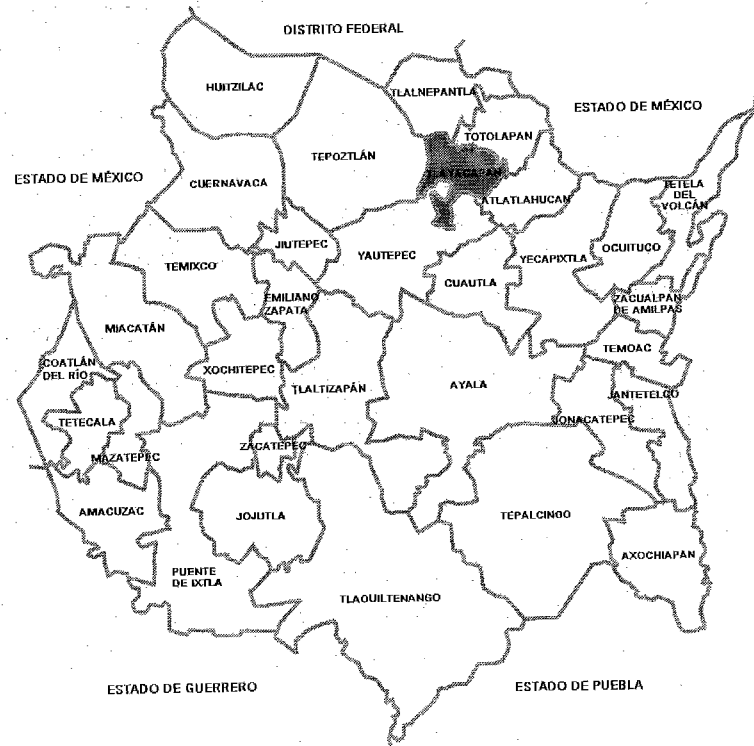 DISTRITO FEDERAL
HUITZILAC
TLALNEPANTLA
ESTADO DE MÉXICO
TOTOLAPAN
TEPOZTLÁN
TLAYACAPAN
ESTADO DE MÉXICO
CUERNAVACA
ATLATLAHUCAN
TETELA
DEL
VOLCÁN
JIUTEPEC
YAUTEPEC
YECAPIXTLA
OCUITUCO
TEMIXCO
CUAUTLA
EMILIANO
ZAPATA
ZACUALPAN
DE AMILPAS
MIACATÁN
TEMOAC
COATLÁN
DEL RÍO
XOCHITEPEC
TLALTIZAPÁN
AYALA
JANTETELCO
TETECALA
JONACATEPEC
ZACATEPEC
MAZATEPEC
AMACUZAC
JOJUTLA
TEPALCINGO
AXOCHIAPAN
PUENTE
DE IXTLA
TLAQUILTENANGO
ESTADO DE GUERRERO
ESTADO DE PUEBLA